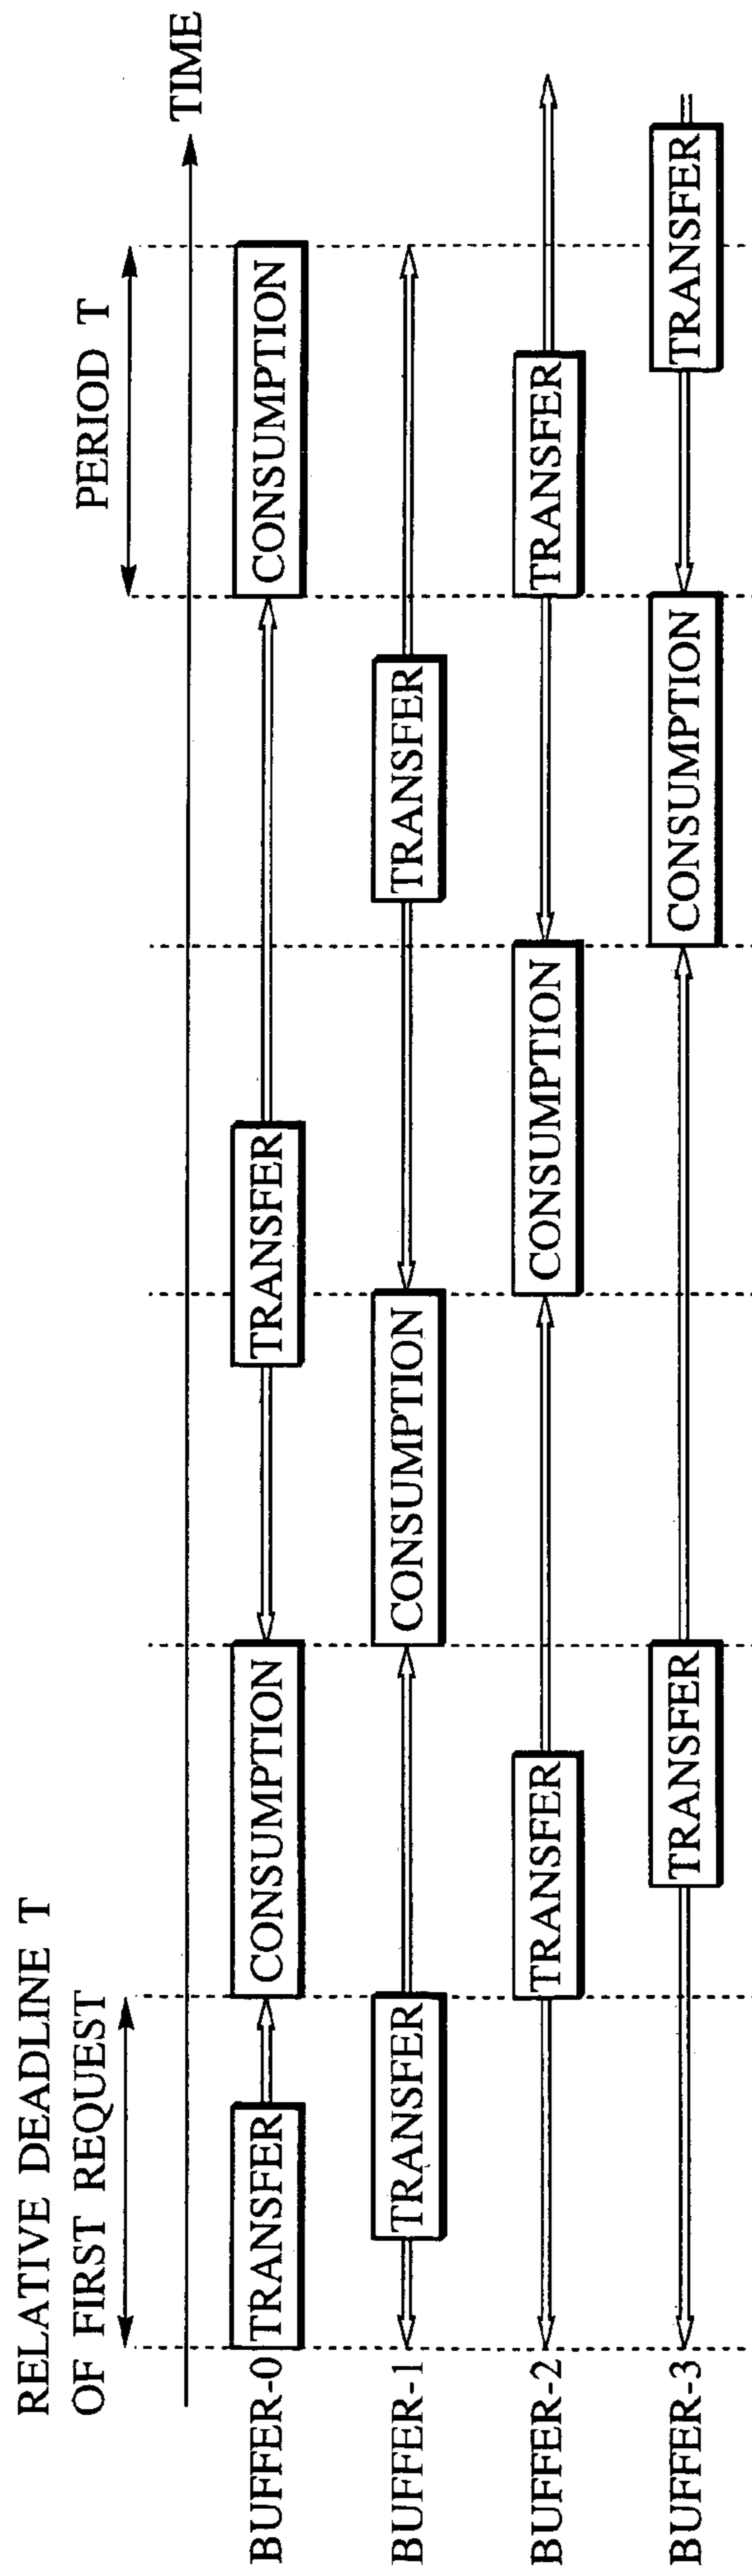 RELATIVE DEADLINE T
OF FIRST REQUEST
PERIOD T
TIME
BUFFER-0
TRANSFER
CONSUMPTION
TRANSFER
CONSUMPTION
BUFFER-1
TRANSFER
CONSUMPTION
TRANSFER
BUFFER-2
TRANSFER
CONSUMPTION
TRANSFER
BUFFER-3
TRANSFER
CONSUMPTION
TRANSFER